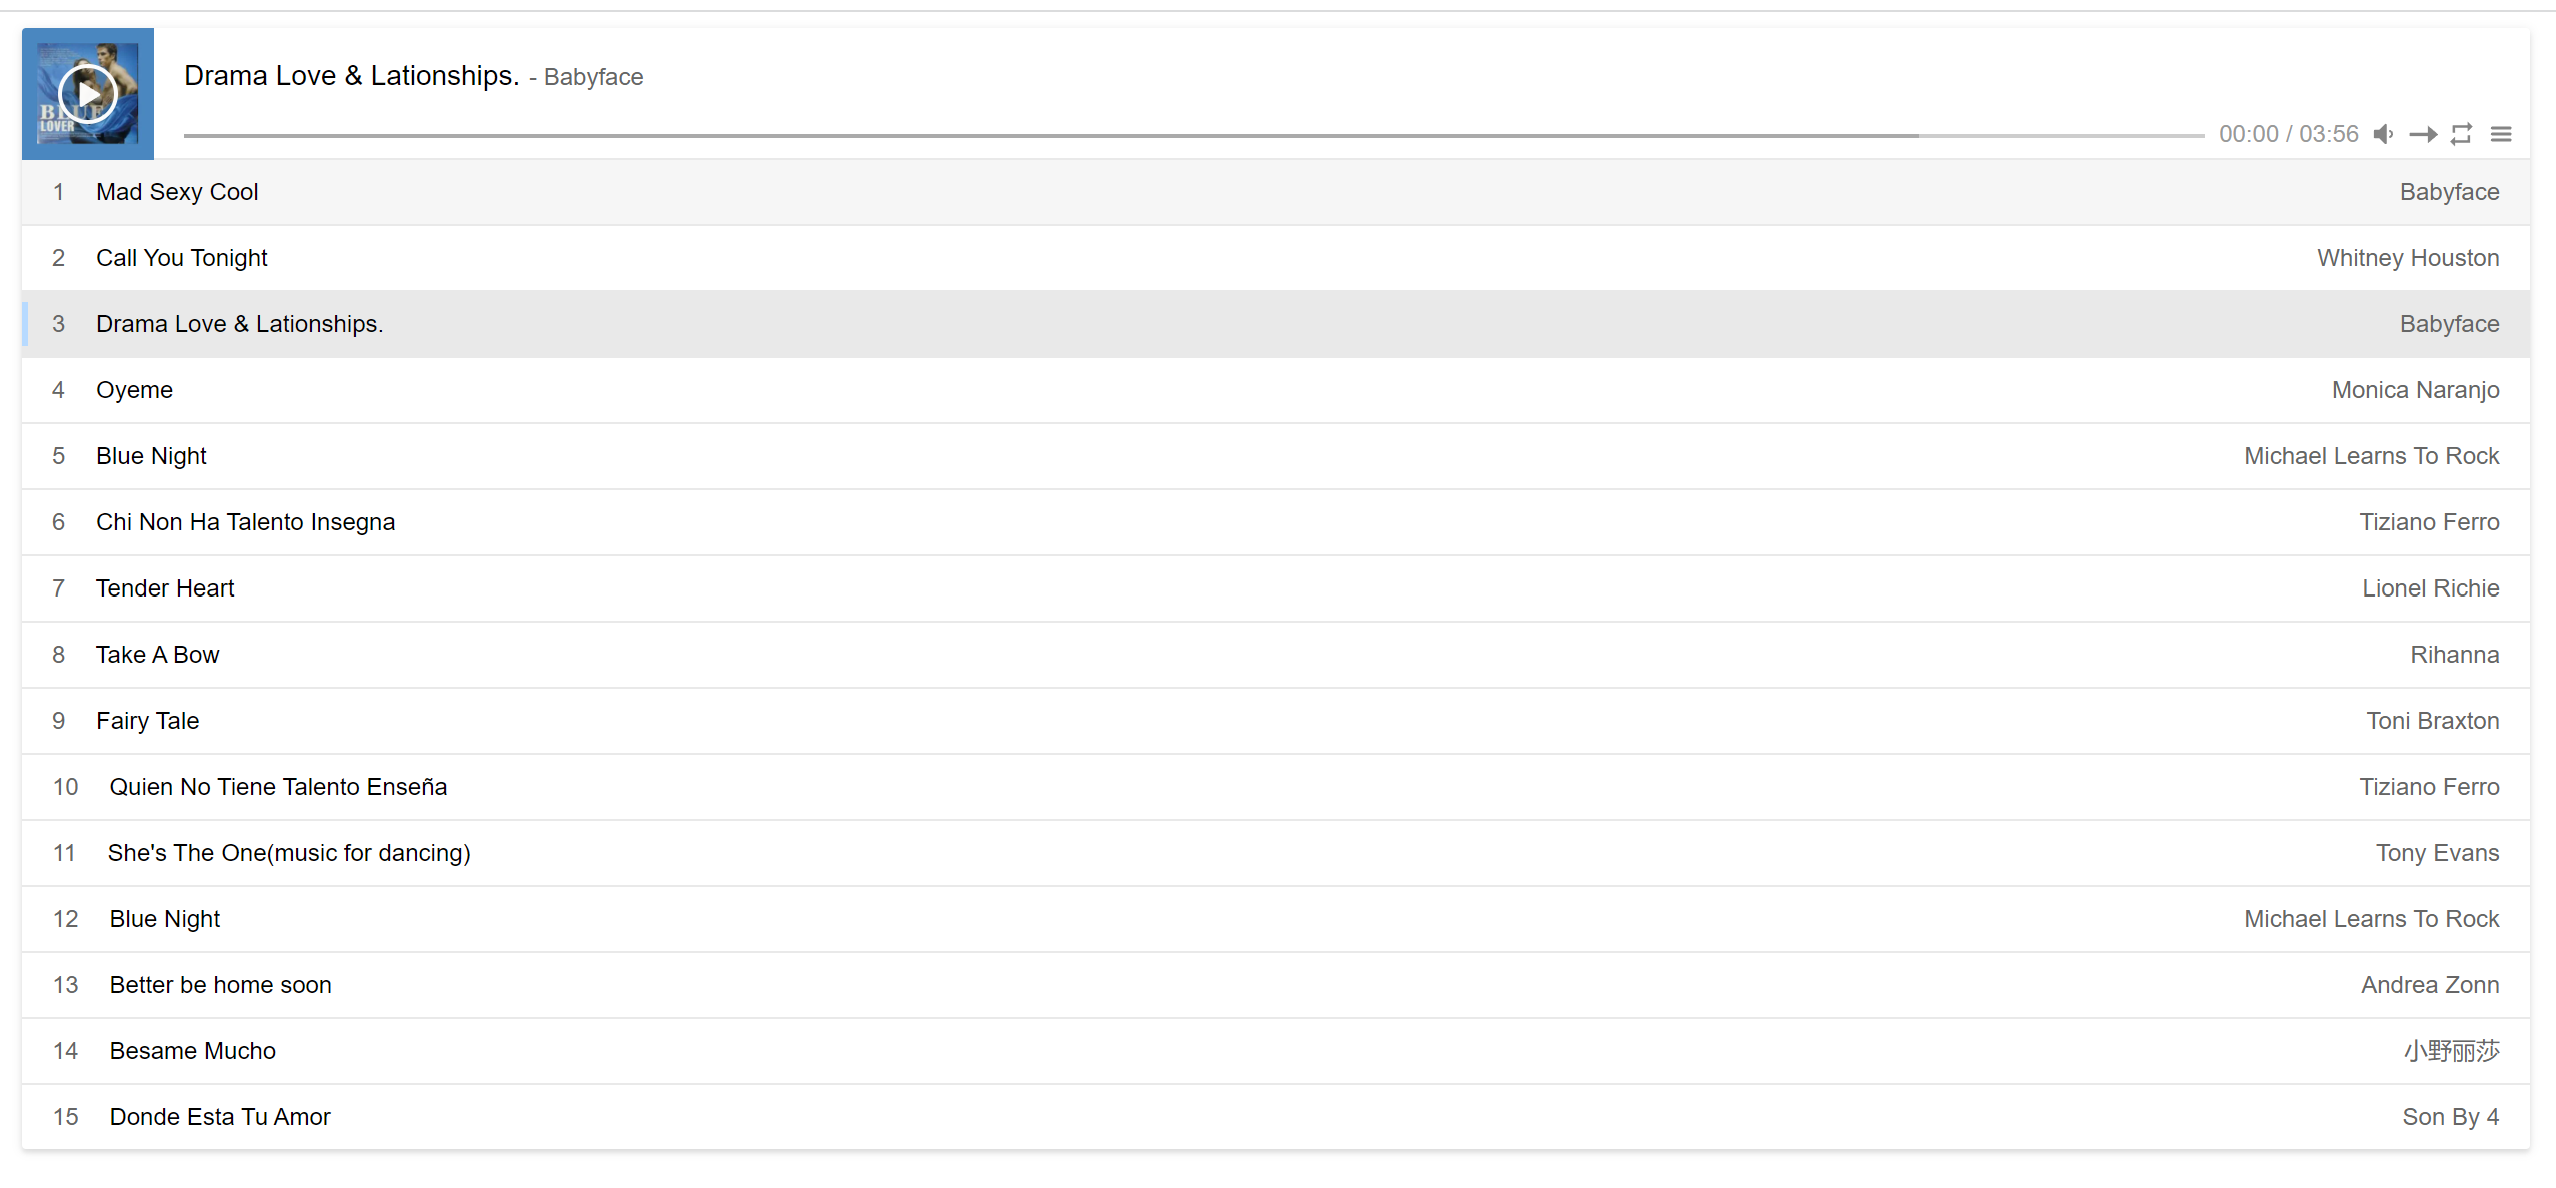 BLUE
LOVER
Drama Love & Lationships. - Babyface
00:00 / 03:56
1 Mad Sexy Cool Babyface
2 Call You Tonight Whitney Houston
3 Drama Love & Lationships. Babyface
4 Oyeme Monica Naranjo
5 Blue Night Michael Learns To Rock
6 Chi Non Ha Talento Insegna Tiziano Ferro
7 Tender Heart Lionel Richie
8 Take A Bow Rihanna
9 Fairy Tale Toni Braxton
10 Quien No Tiene Talento Enseña Tiziano Ferro
11 She's The One(music for dancing) Tony Evans
12 Blue Night Michael Learns To Rock
13 Better be home soon Andrea Zonn
14 Besame Mucho 小野丽莎
15 Donde Esta Tu Amor Son By 4